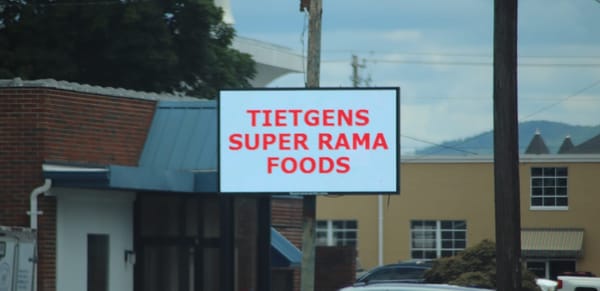 TIETGENS
SUPER RAMA
FOODS